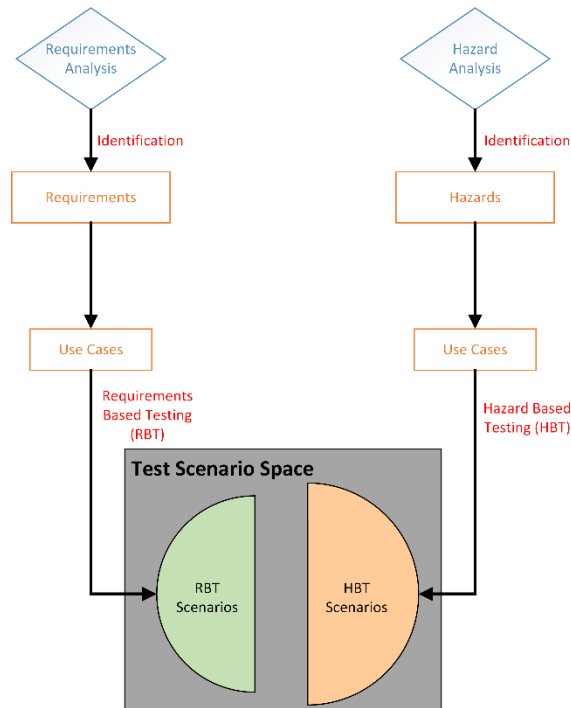 Requirements
Analysis
Hazard
Analysis
Identification
Identification
Requirements
Hazards
Use Cases
Use Cases
Requirements
Based Testing
(RBT)
Hazard Based
Testing (HBT)
Test Scenario Space
RBT
Scenarios
HBT
Scenarios